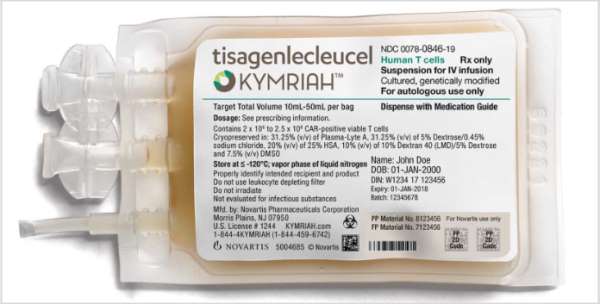 tisagenlecleucel
KYMRIAH™
NDC 0078-0846-19
Human T cells Rx only
Suspension for IV infusion
Cultured, genetically modified
For autologous use only
Target Total Volume 10mL-50mL per bag
Dispense with Medication Guide
Dosage: See prescribing information.
Contains 2 x 10⁶ to 2.5 x 10⁸ CAR-positive viable T cells
Cryopreserved in: 31.25% (v/v) of Plasma-Lyte A, 31.25% (v/v) of 5% Dextrose/0.45%
sodium chloride, 20% (v/v) of 25% HSA, 10% (v/v) of 10% Dextran 40 (LMD)/5% Dextrose
and 7.5% (v/v) DMSO
Store at ≤ -120°C; vapor phase of liquid nitrogen
Properly identify intended recipient and product
Do not use leukocyte depleting filter
Do not irradiate
Not evaluated for infectious substances
Name: John Doe
DOB: 01-JAN-2000
DIN: W1234 17 123456
Expiry: 01-JAN-2018
Batch: 12345678
Mfd. by: Novartis Pharmaceuticals Corporation
Morris Plains, NJ 07950
U.S. License # 1244 KYMRIAH.com
1-844-4KYMRIAH (1-844-459-6742)
NOVARTIS 5004685 © Novartis
PP Material No. 8123456 For Novartis use only
FP Material No. 7123456
PP
2D
Code
FP
2D
Code